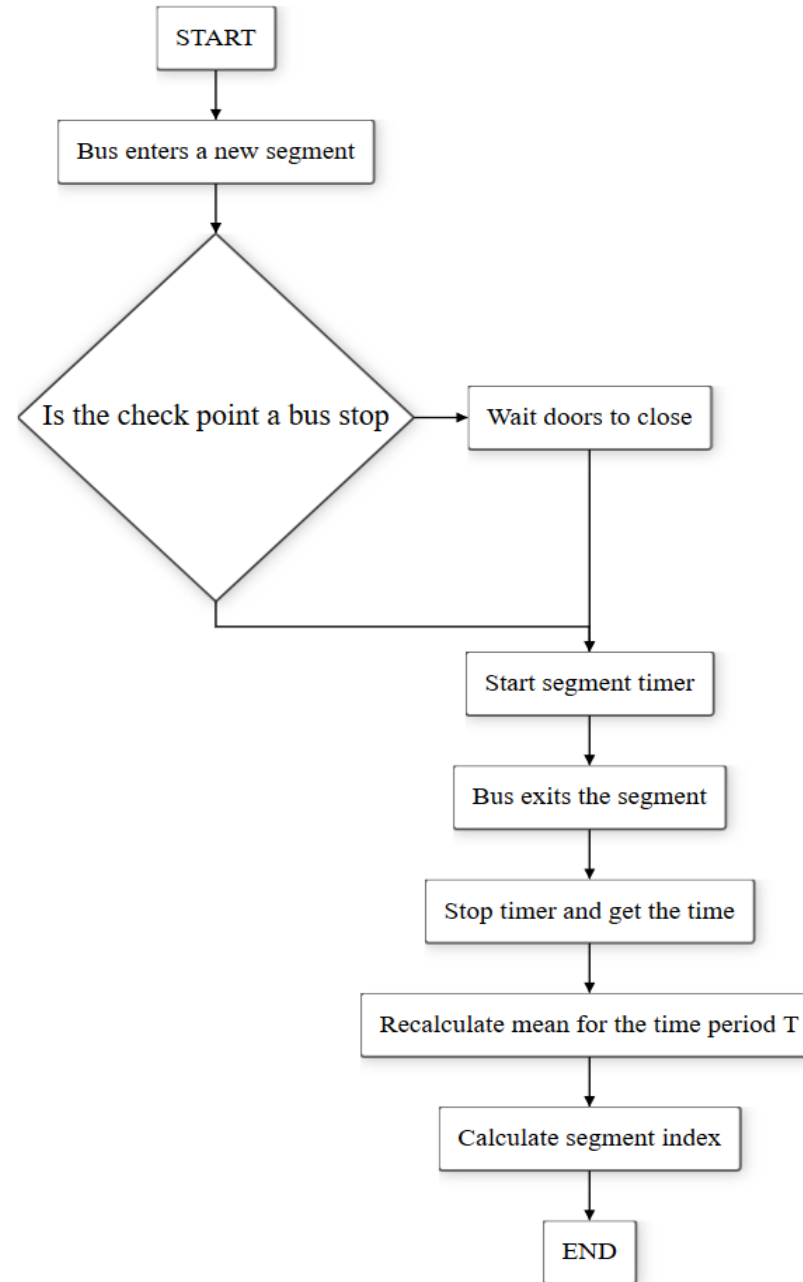 START
Bus enters a new segment
Is the check point a bus stop
Wait doors to close
Start segment timer
Bus exits the segment
Stop timer and get the time
Recalculate mean for the time period T
Calculate segment index
END